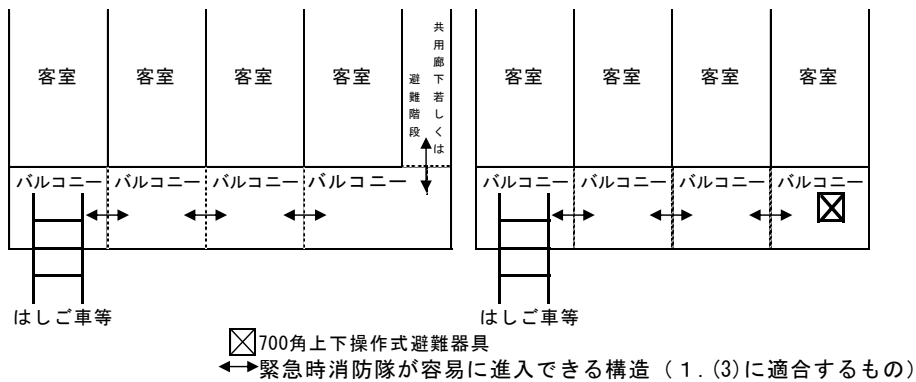 客室 客室 客室 客室
共用廊下若しくは
避難階段
バルコニー バルコニー バルコニー バルコニー
はしご車等
客室 客室 客室 客室
バルコニー バルコニー バルコニー バルコニー
はしご車等
700角上下操作式避難器具
緊急時消防隊が容易に進入できる構造（１.(3)に適合するもの）